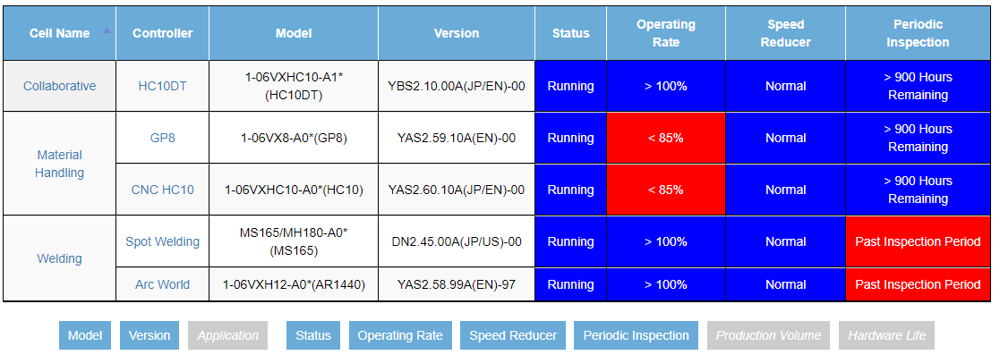 Cell Name
Controller
Model
Version
Status
Operating
Rate
Speed
Reducer
Periodic
Inspection
Collaborative
HC10DT
1-06VXHC10-A1*
(HC10DT)
YBS2.10.00A(JP/EN)-00
Running
> 100%
Normal
> 900 Hours
Remaining
Material
Handling
GP8
1-06VX8-A0*(GP8)
YAS2.59.10A(EN)-00
Running
< 85%
Normal
> 900 Hours
Remaining
CNC HC10
1-06VXHC10-A0*(HC10)
YAS2.60.10A(JP/EN)-00
Running
< 85%
Normal
> 900 Hours
Remaining
Welding
Spot Welding
MS165/MH180-A0*
(MS165)
DN2.45.00A(JP/US)-00
Running
> 100%
Normal
Past Inspection Period
Arc World
1-06VXH12-A0*(AR1440)
YAS2.58.99A(EN)-97
Running
> 100%
Normal
Past Inspection Period
Model
Version
Application
Status
Operating Rate
Speed Reducer
Periodic Inspection
Production Volume
Hardware Life